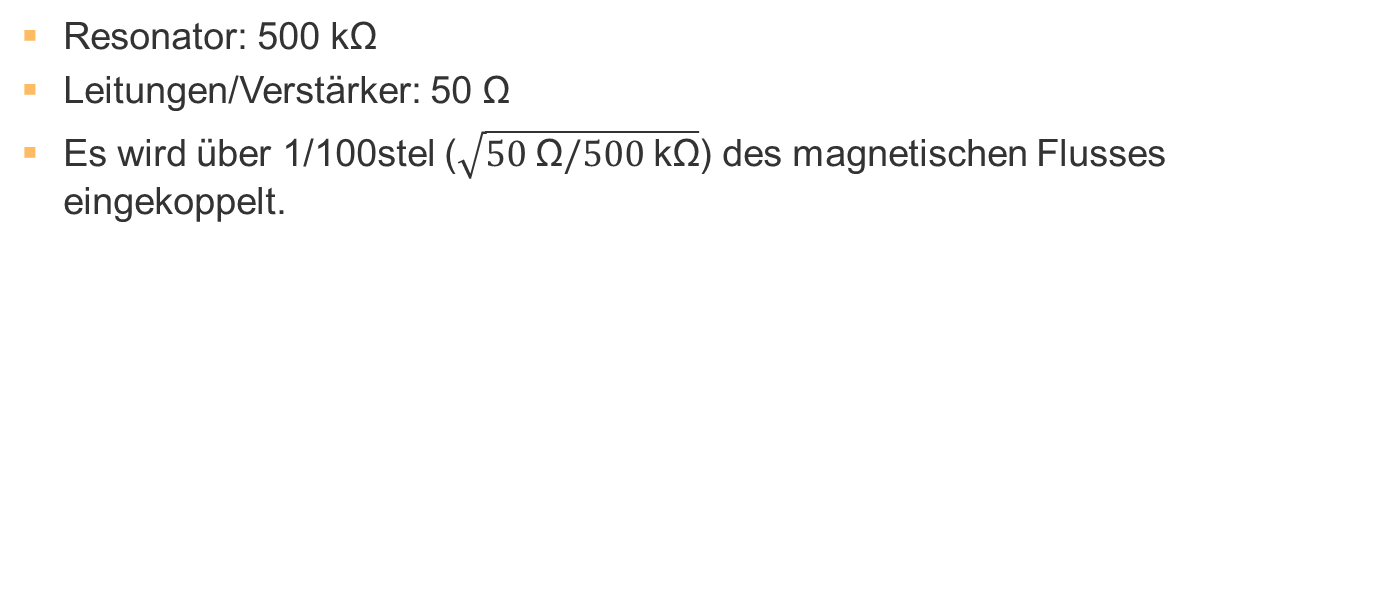 ▪ Resonator: 500 kΩ
▪ Leitungen/Verstärker: 50 Ω
▪ Es wird über 1/100stel (√50 Ω/500 kΩ) des magnetischen Flusses
eingekoppelt.